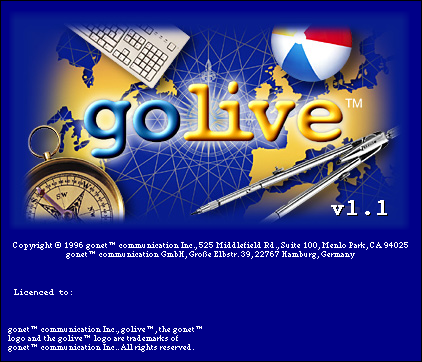 golive™
v1.1
Copyright © 1996 gonet™ communication Inc., 525 Middlefield Rd., Suite 100, Menlo Park, CA 94025
gonet™ communication GmbH, Große Elbstr. 39, 22767 Hamburg, Germany
Licenced to:
gonet™ communication Inc., golive™, the gonet™
logo and the golive™ logo are trademarks of
gonet™ communication Inc. All rights reserved.